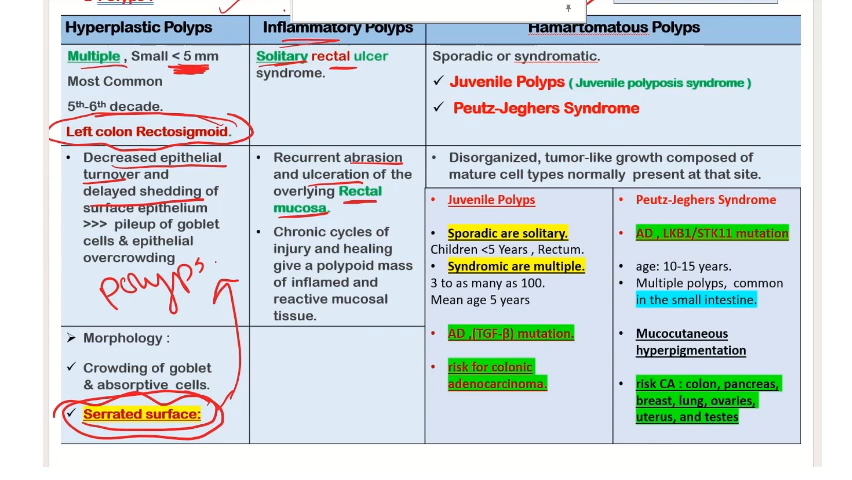 Hyperplastic Polyps
Inflammatory Polyps
Hamartomatous Polyps
Multiple , Small < 5 mm
Most Common
5th-6th decade.
Left colon Rectosigmoid.
Solitary rectal ulcer
syndrome.
Sporadic or syndromatic.
✓ Juvenile Polyps ( Juvenile polyposis syndrome )
✓ Peutz-Jeghers Syndrome
• Decreased epithelial
turnover and
delayed shedding of
surface epithelium
>>> pileup of goblet
cells & epithelial
overcrowding .
polyps
• Recurrent abrasion
and ulceration of the
overlying Rectal
mucosa.
• Chronic cycles of
injury and healing
give a polypoid mass
of inflamed and
reactive mucosal
tissue.
• Disorganized, tumor-like growth composed of
mature cell types normally present at that site.
• Juvenile Polyps
• Sporadic are solitary.
Children <5 Years , Rectum.
• Syndromic are multiple.
3 to as many as 100.
Mean age 5 years
• AD ,(TGF-β) mutation.
• risk for colonic
adenocarcinoma.
• Peutz-Jeghers Syndrome
• AD , LKB1/STK11 mutation
• age: 10-15 years.
• Multiple polyps, common
in the small intestine.
• Mucocutaneous
hyperpigmentation
• risk CA : colon, pancreas,
breast, lung, ovaries,
uterus, and testes
➢ Morphology :
✓ Crowding of goblet
& absorptive cells.
✓ Serrated surface: